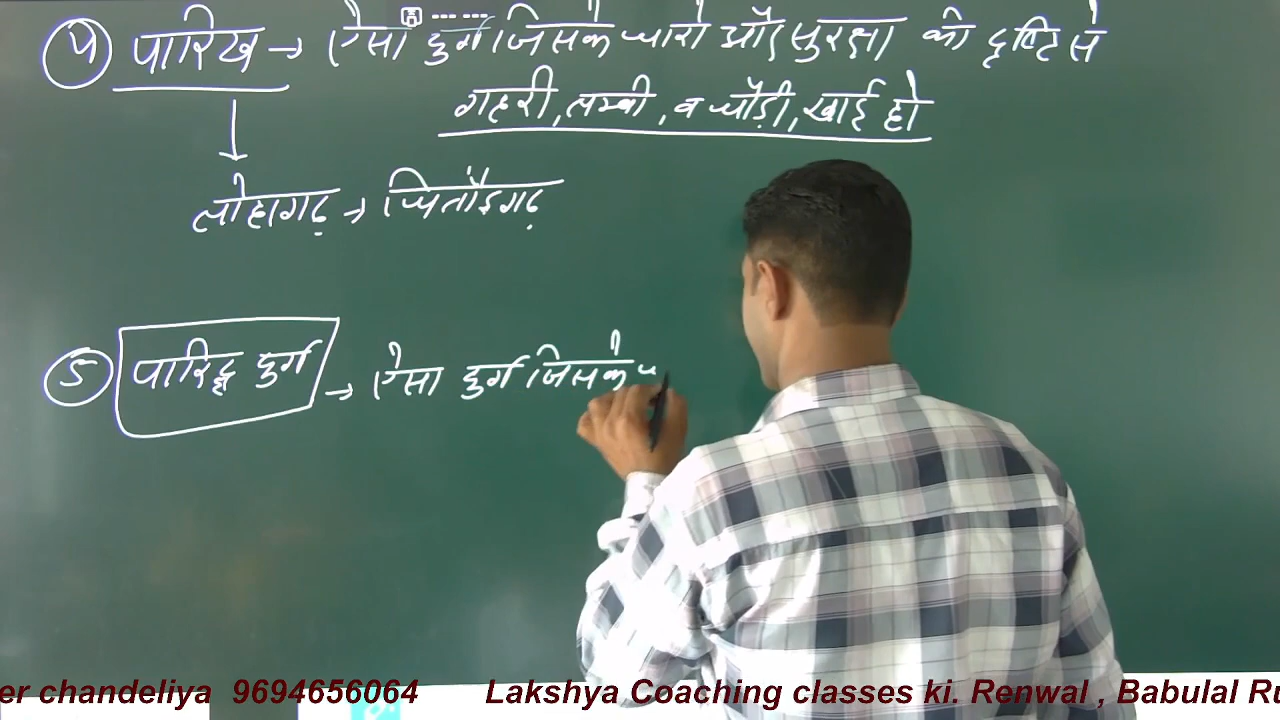 4 पारिख → ऐसा दुर्ग जिसके चारो और सुरक्षा की दृष्टि से
गहरी, लम्बी, व चौड़ी, खाई हो
लोहागढ़ → चितौड़गढ़
5 पारिद्ध दुर्ग → ऐसा दुर्ग जिसके
er chandeliya 9694656064 Lakshya Coaching classes ki. Renwal , Babulal Ru